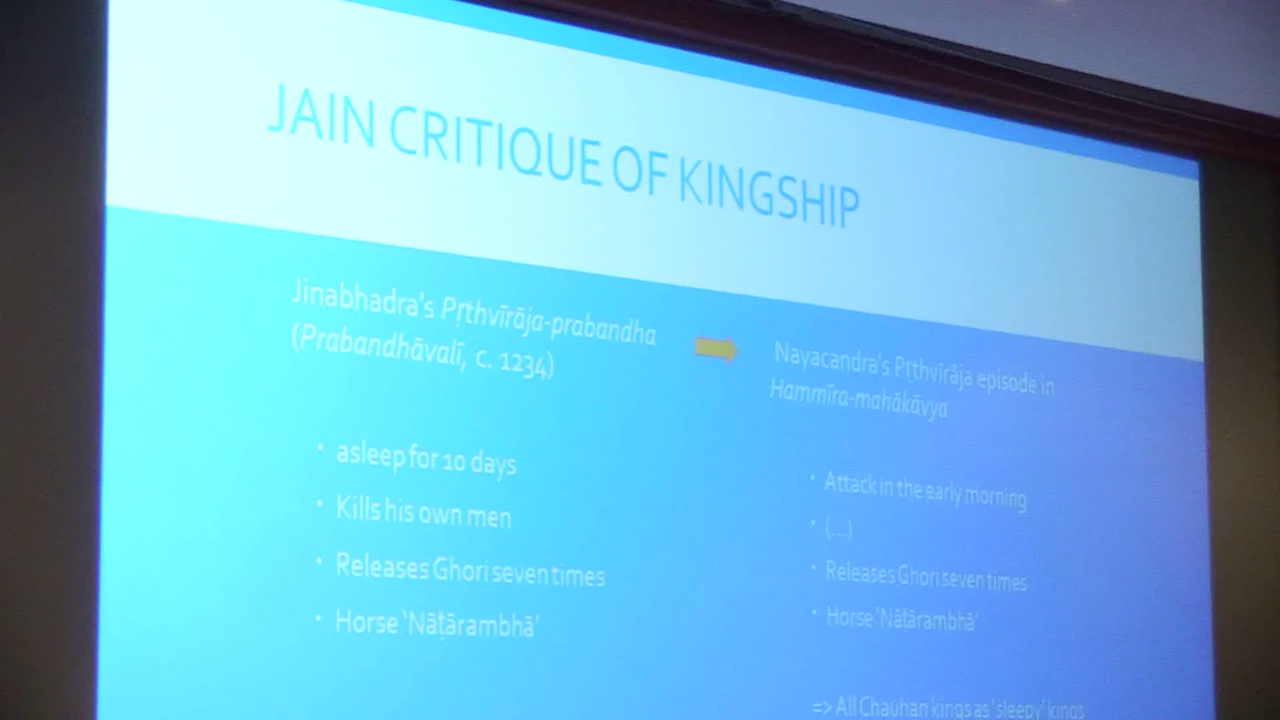 JAIN CRITIQUE OF KINGSHIP
Jinabhadra's Pṛthvīrāja-prabandha
(Prabandhāvalī, c. 1234)
• asleep for 10 days
• Kills his own men
• Releases Ghori seven times
• Horse 'Nāṭārambhā'
Nayacandra's Pṛthvīrāja episode in
Hammīra-mahākāvya
• Attack in the early morning
• (...)
• Releases Ghori seven times
• Horse 'Nāṭārambhā'
=> All Chauhan kings as 'sleepy' kings